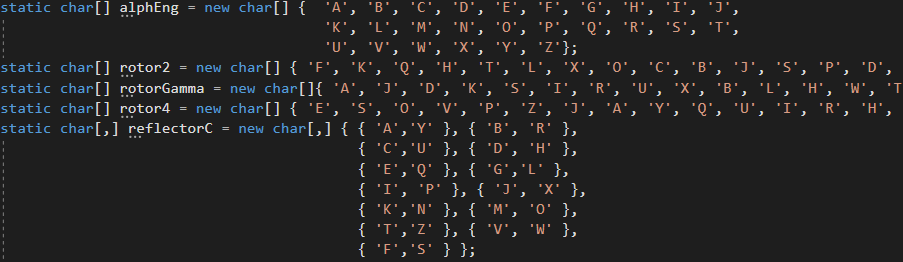 static char[] alphEng = new char[] {  'A', 'B', 'C', 'D', 'E', 'F', 'G', 'H', 'I', 'J',
'K', 'L', 'M', 'N', 'O', 'P', 'Q', 'R', 'S', 'T',
'U', 'V', 'W', 'X', 'Y', 'Z'};
static char[] rotor2 = new char[] { 'F', 'K', 'Q', 'H', 'T', 'L', 'X', 'O', 'C', 'B', 'J', 'S', 'P', 'D',
static char[] rotorGamma = new char[]{ 'A', 'J', 'D', 'K', 'S', 'I', 'R', 'U', 'X', 'B', 'L', 'H', 'W', 'T
static char[] rotor4 = new char[] { 'E', 'S', 'O', 'V', 'P', 'Z', 'J', 'A', 'Y', 'Q', 'U', 'I', 'R', 'H',
static char[,] reflectorC = new char[,] { { 'A','Y' }, { 'B', 'R' },
{ 'C','U' }, { 'D', 'H' },
{ 'E','Q' }, { 'G','L' },
{ 'I', 'P' }, { 'J', 'X' },
{ 'K','N' }, { 'M', 'O' },
{ 'T','Z' }, { 'V', 'W' },
{ 'F','S' } };